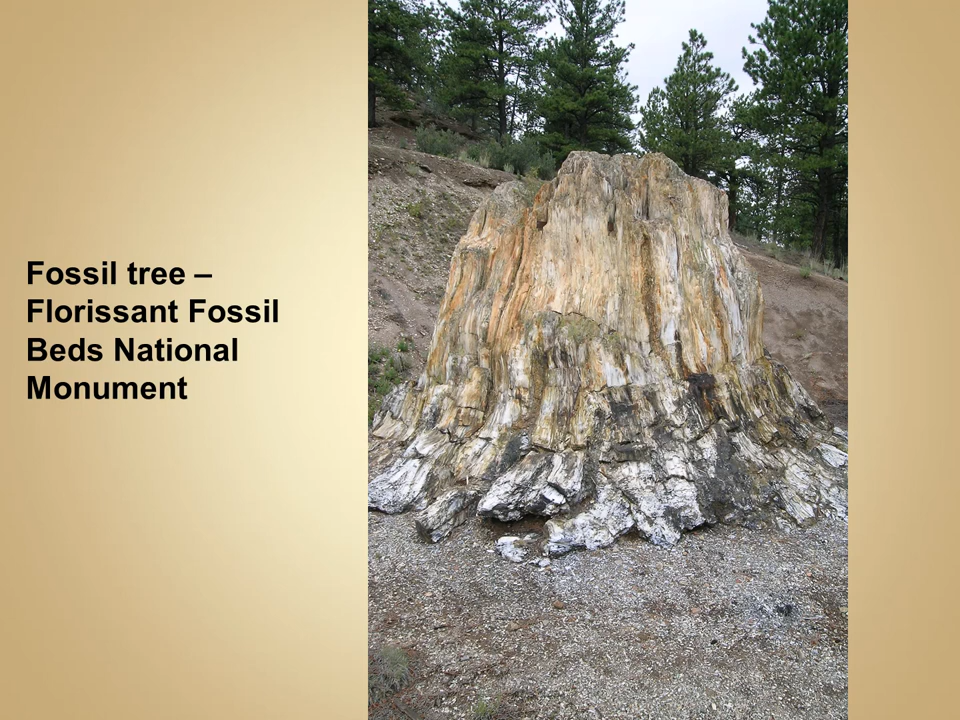 Fossil tree –
Florissant Fossil
Beds National
Monument